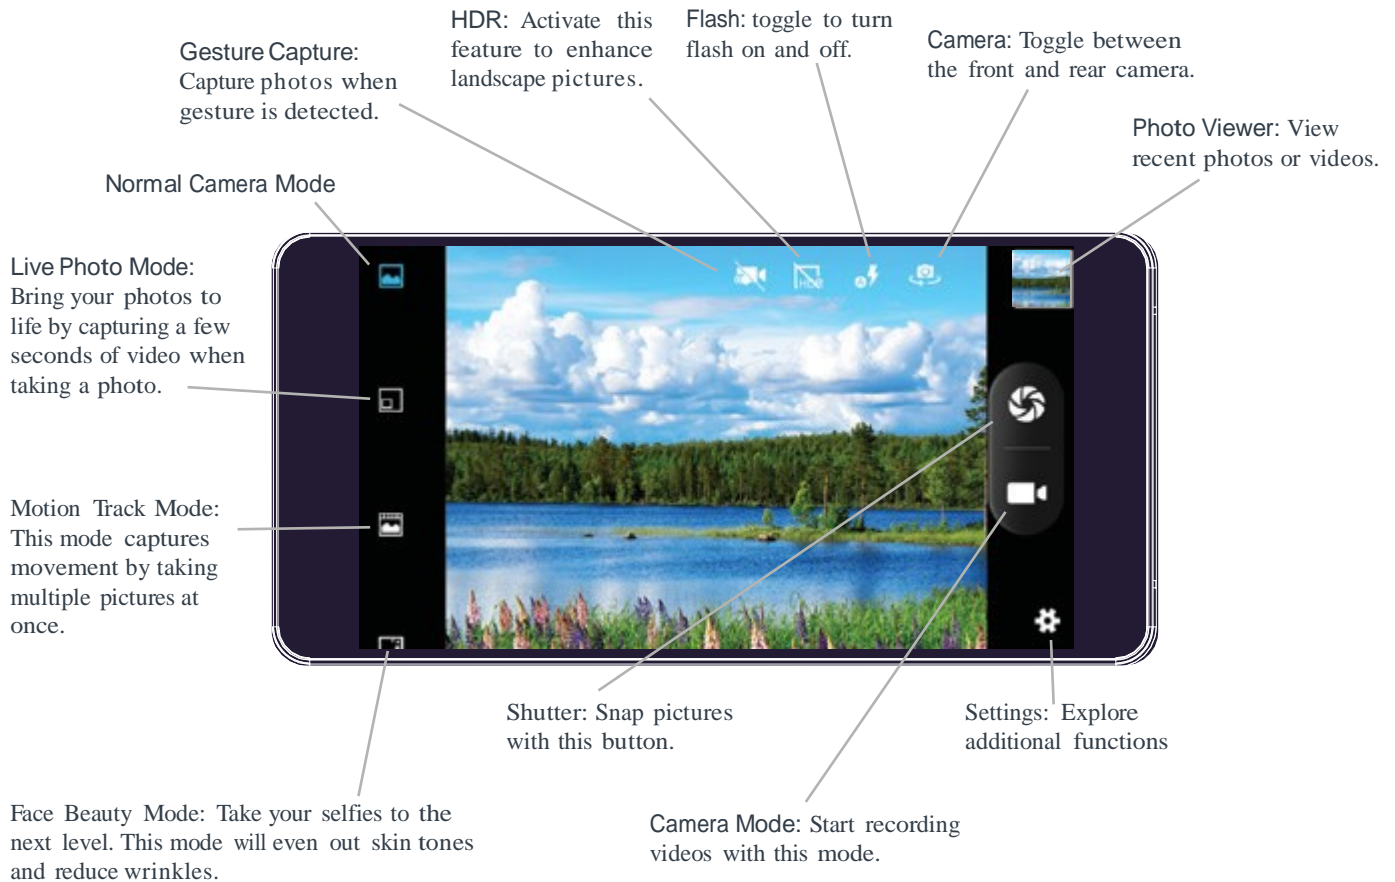 HDR: Activate this
feature to enhance
landscape pictures.
Flash: toggle to turn
flash on and off.
Camera: Toggle between
the front and rear camera.
Gesture Capture:
Capture photos when
gesture is detected.
Photo Viewer: View
recent photos or videos.
Normal Camera Mode
Live Photo Mode:
Bring your photos to
life by capturing a few
seconds of video when
taking a photo.
HDR
Motion Track Mode:
This mode captures
movement by taking
multiple pictures at
once.
Shutter: Snap pictures
with this button.
Settings: Explore
additional functions
Face Beauty Mode: Take your selfies to the
next level. This mode will even out skin tones
and reduce wrinkles.
Camera Mode: Start recording
videos with this mode.